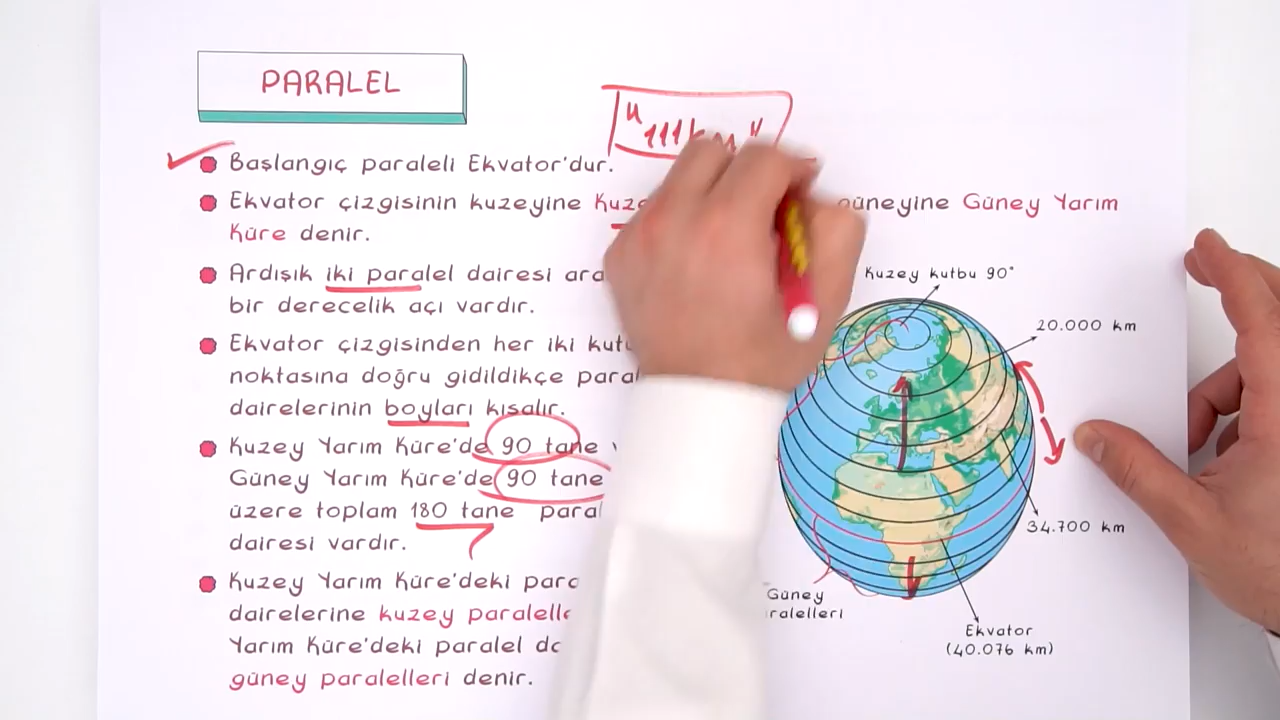 PARALEL
"111km"
Başlangıç paraleli Ekvator'dur.
Ekvator çizgisinin kuzeyine Kuze güneyine Güney Yarım
Küre denir.
Ardışık iki paralel dairesi ara
bir derecelik açı vardır.
Ekvator çizgisinden her iki kutu
noktasına doğru gidildikçe paral
dairelerinin boyları kısalır.
Kuzey Yarım Küre'de 90 tane v
Güney Yarım Küre'de 90 tane
üzere toplam 180 tane paral
dairesi vardır.
Kuzey Yarım Küre'deki para
dairelerine kuzey paralelle
Yarım Küre'deki paralel da
güney paralelleri denir.
Kuzey kutbu 90°
20.000 km
34.700 km
Güney
ralelleri
Ekvator
(40.076 km)